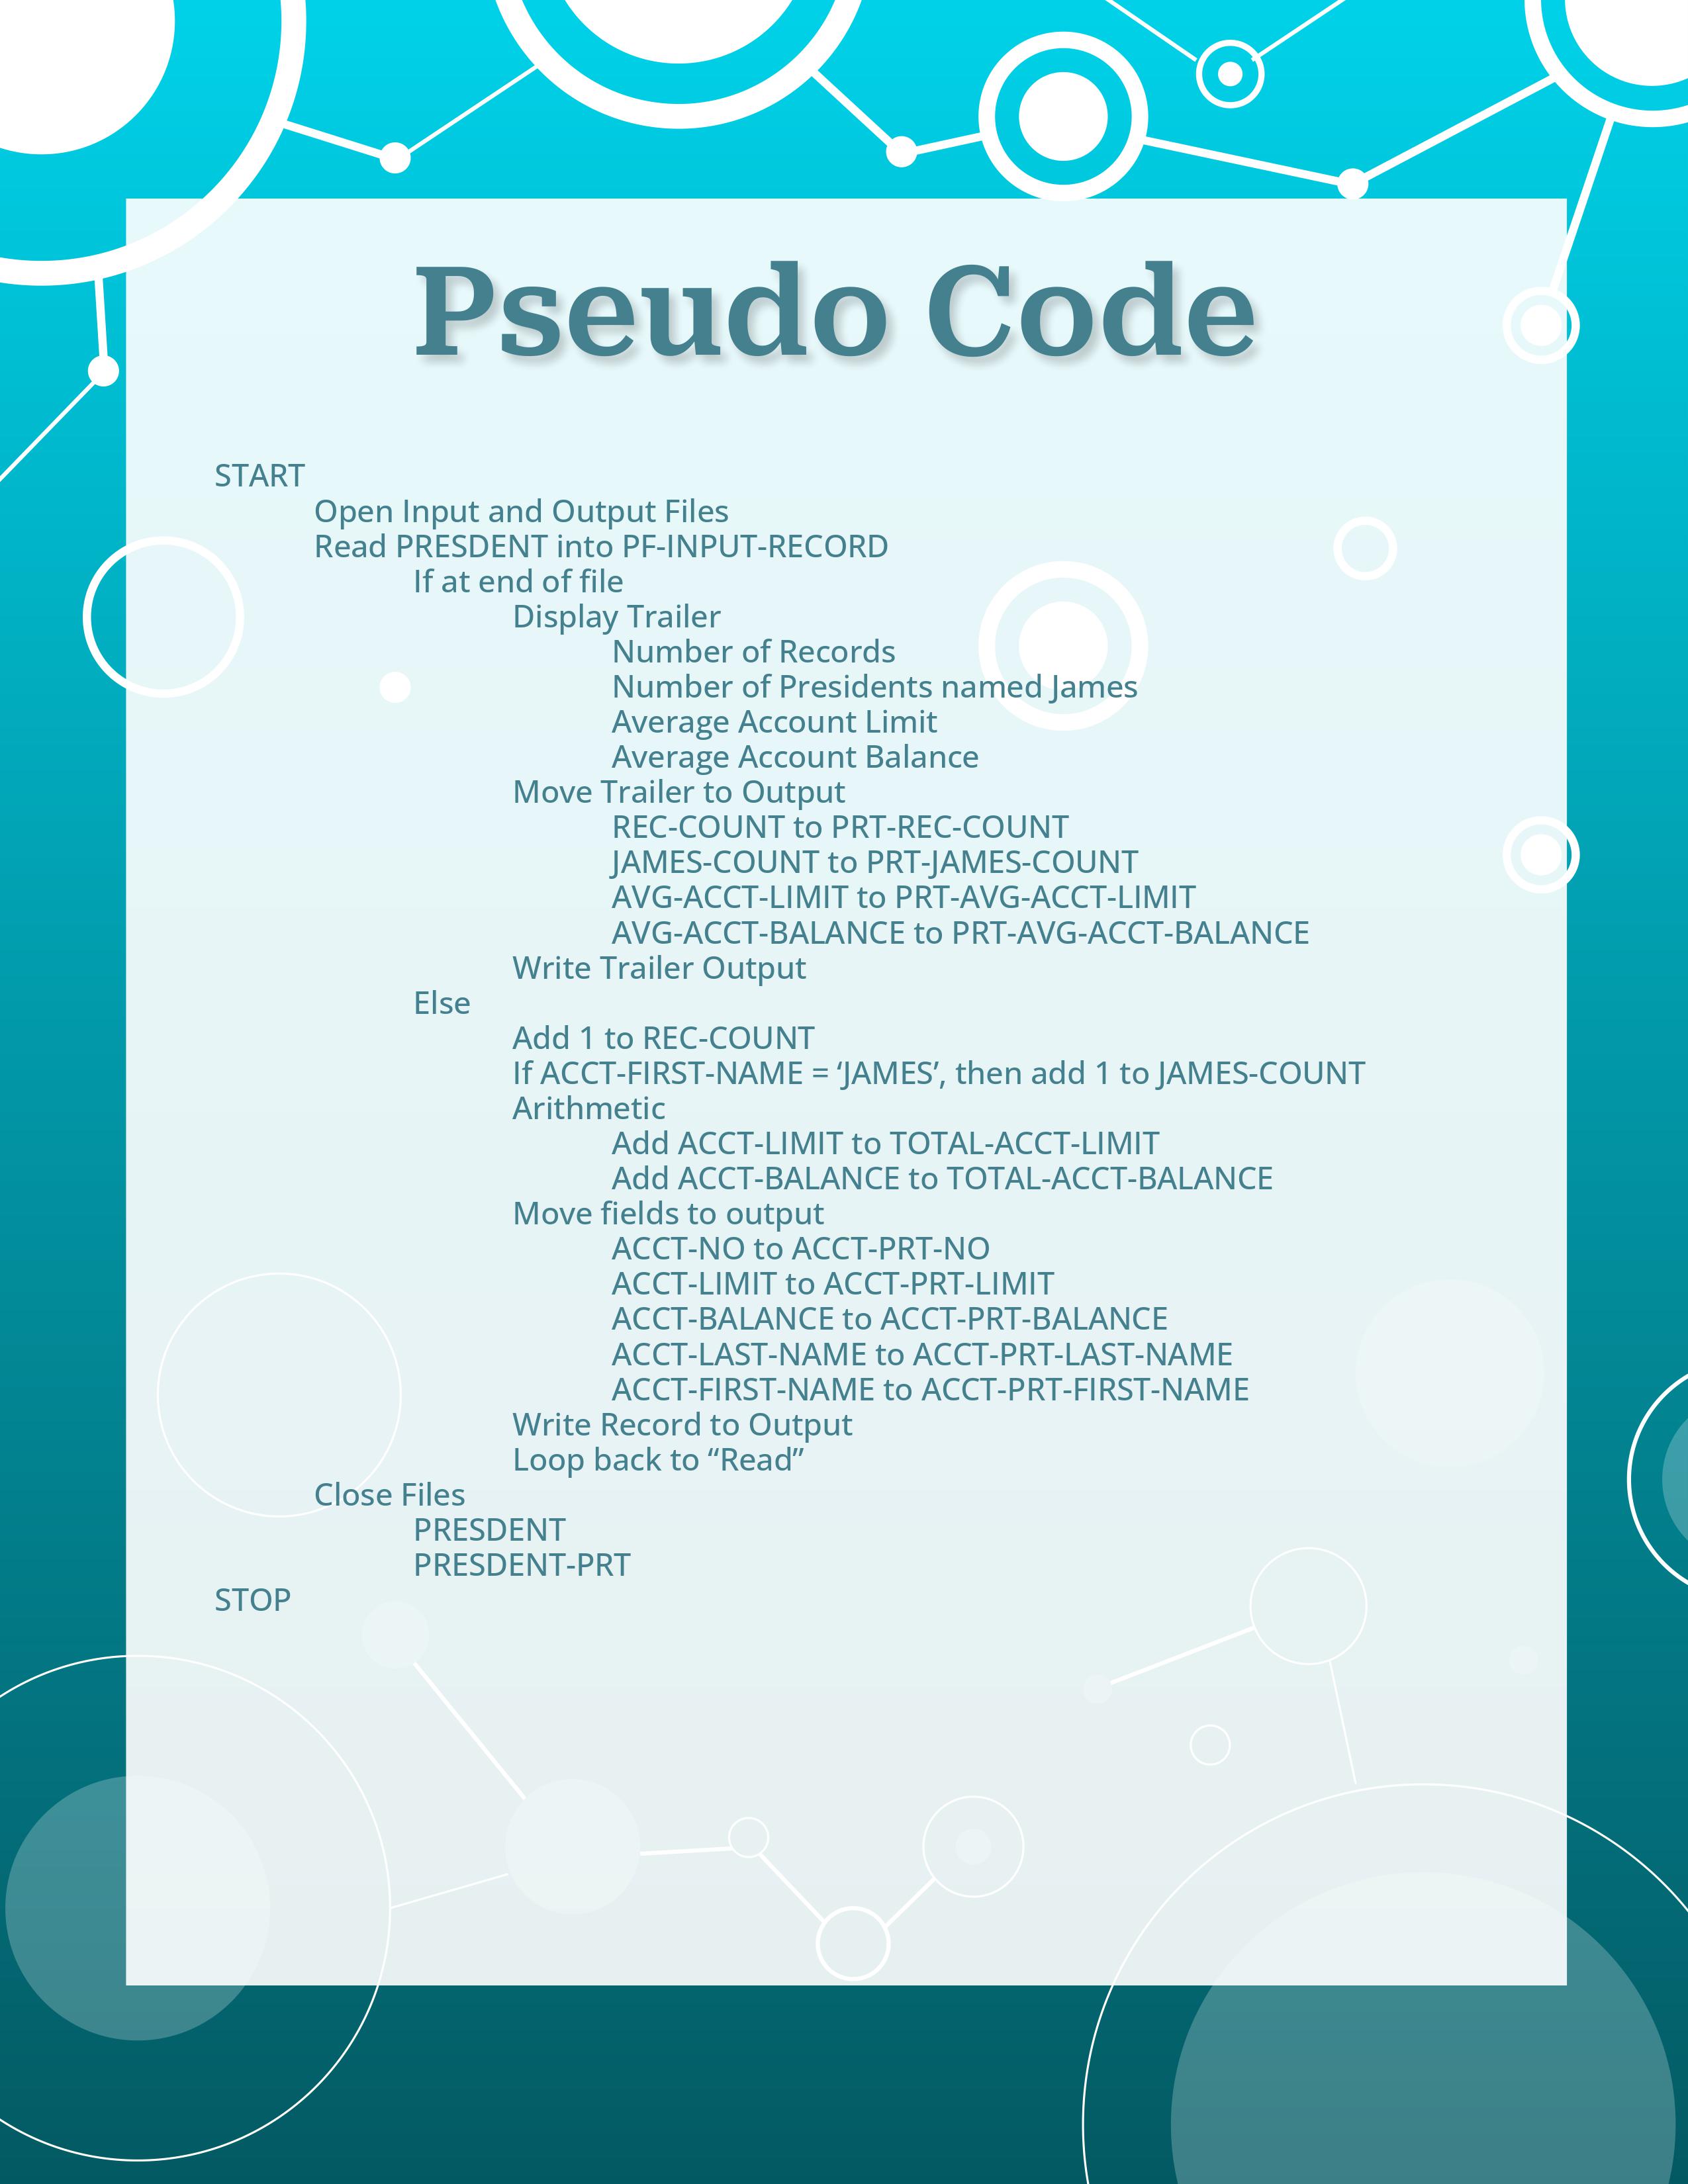 Pseudo Code
START
Open Input and Output Files
Read PRESDENT into PF-INPUT-RECORD
If at end of file
Display Trailer
Number of Records
Number of Presidents named James
Average Account Limit
Average Account Balance
Move Trailer to Output
REC-COUNT to PRT-REC-COUNT
JAMES-COUNT to PRT-JAMES-COUNT
AVG-ACCT-LIMIT to PRT-AVG-ACCT-LIMIT
AVG-ACCT-BALANCE to PRT-AVG-ACCT-BALANCE
Write Trailer Output
Else
Add 1 to REC-COUNT
If ACCT-FIRST-NAME = ‘JAMES’, then add 1 to JAMES-COUNT
Arithmetic
Add ACCT-LIMIT to TOTAL-ACCT-LIMIT
Add ACCT-BALANCE to TOTAL-ACCT-BALANCE
Move fields to output
ACCT-NO to ACCT-PRT-NO
ACCT-LIMIT to ACCT-PRT-LIMIT
ACCT-BALANCE to ACCT-PRT-BALANCE
ACCT-LAST-NAME to ACCT-PRT-LAST-NAME
ACCT-FIRST-NAME to ACCT-PRT-FIRST-NAME
Write Record to Output
Loop back to “Read”
Close Files
PRESDENT
PRESDENT-PRT
STOP